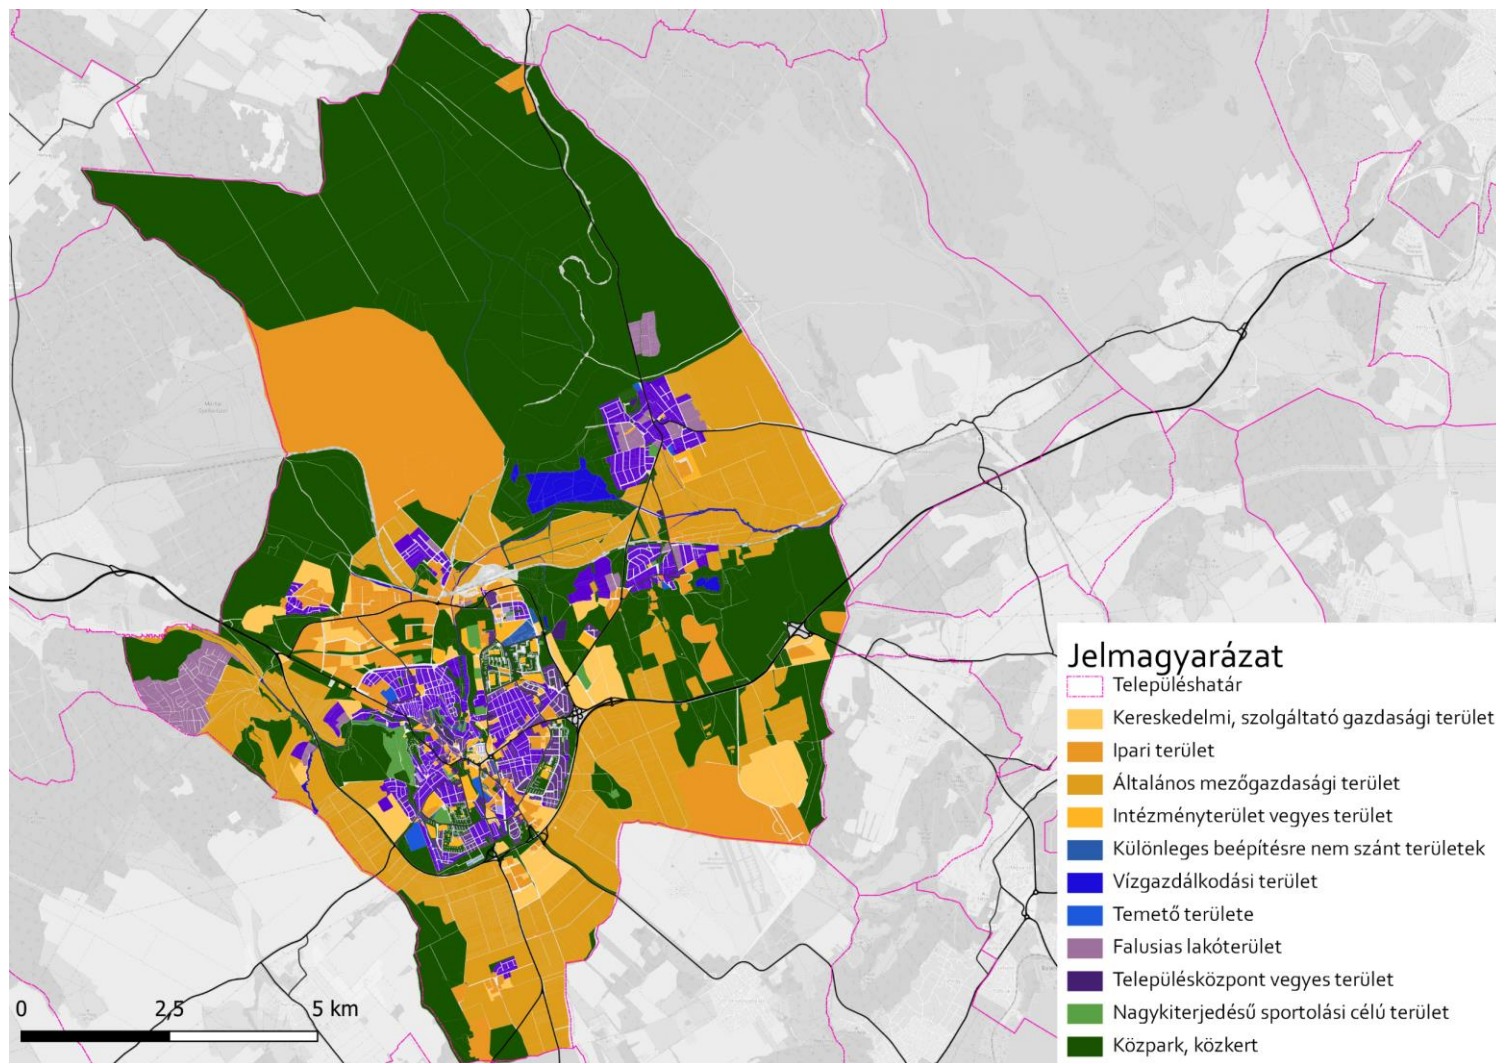 Jelmagyarázat
Településhatár
Kereskedelmi, szolgáltató gazdasági terület
Ipari terület
Általános mezőgazdasági terület
Intézményterület vegyes terület
Különleges beépítésre nem szánt területek
Vízgazdálkodási terület
Temető területe
Falusias lakóterület
Településközpont vegyes terület
Nagykiterjedésű sportolási célú terület
Közpark, közkert
0 2,5 5 km